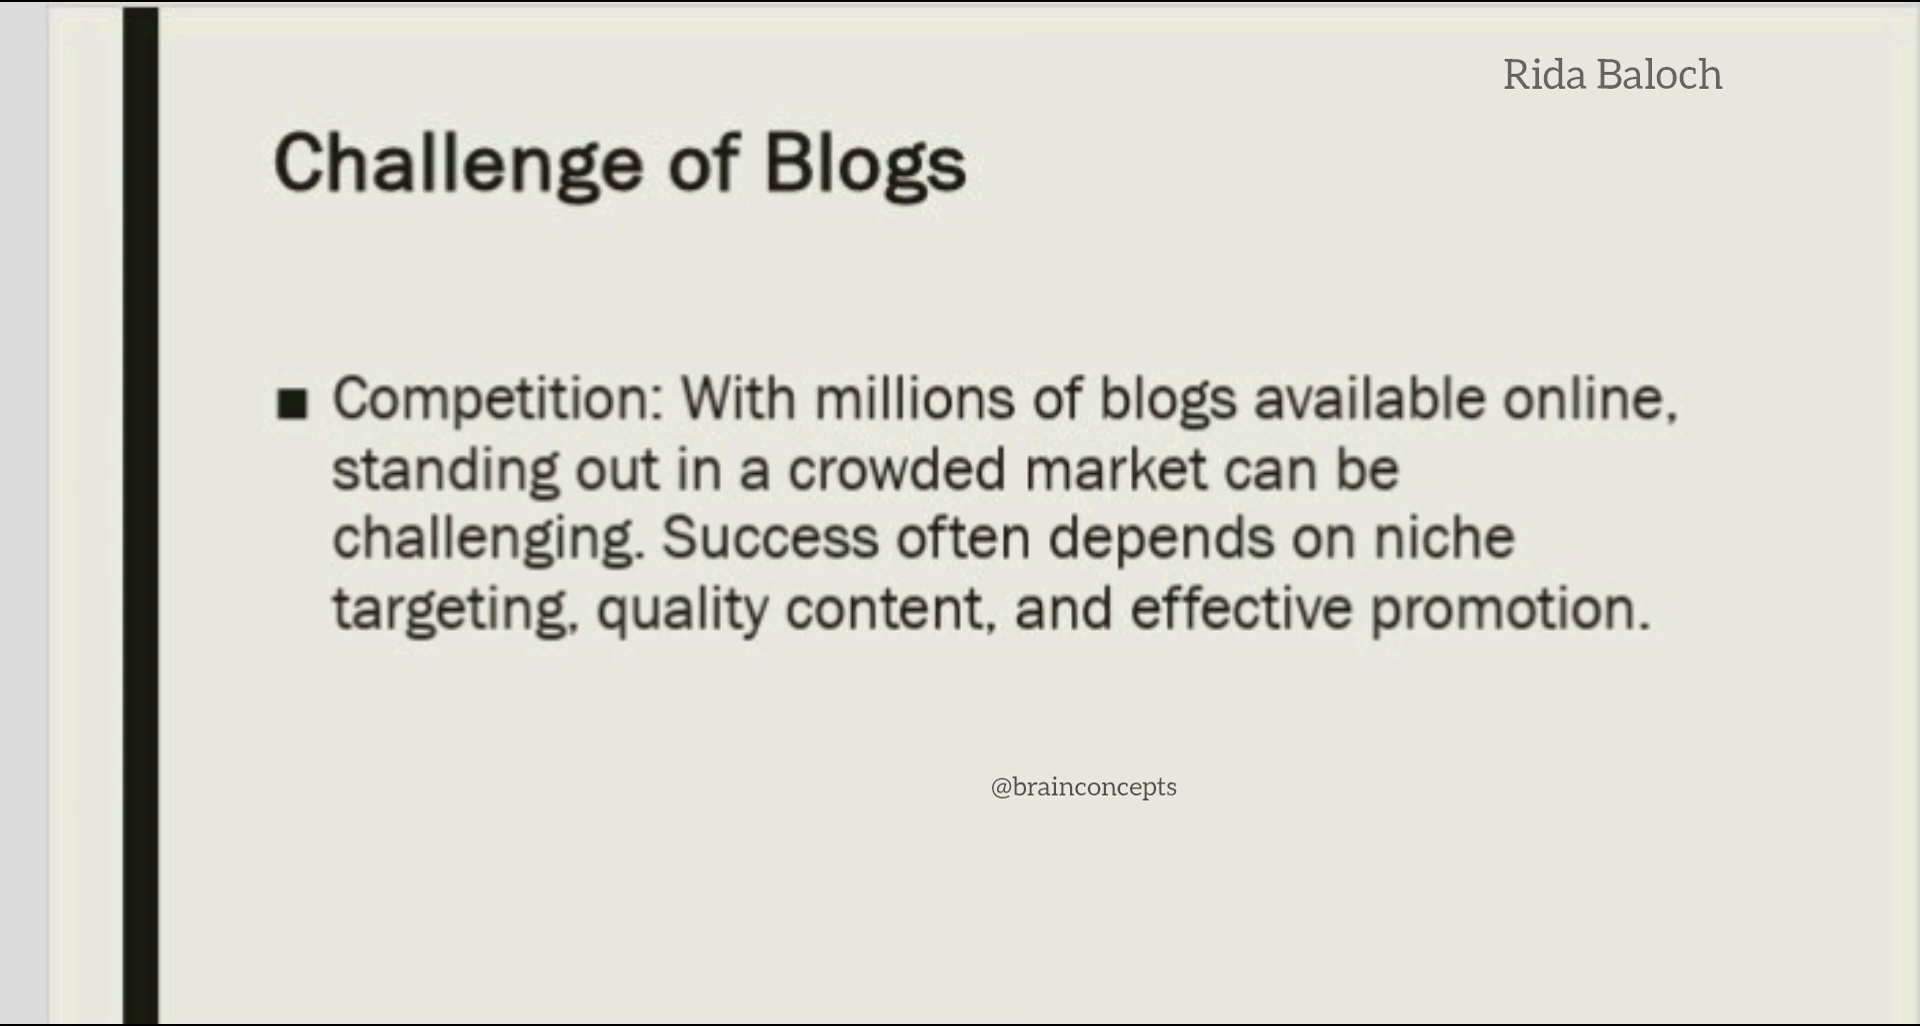 Rida Baloch
Challenge of Blogs
■ Competition: With millions of blogs available online,
standing out in a crowded market can be
challenging. Success often depends on niche
targeting, quality content, and effective promotion.
@brainconcepts